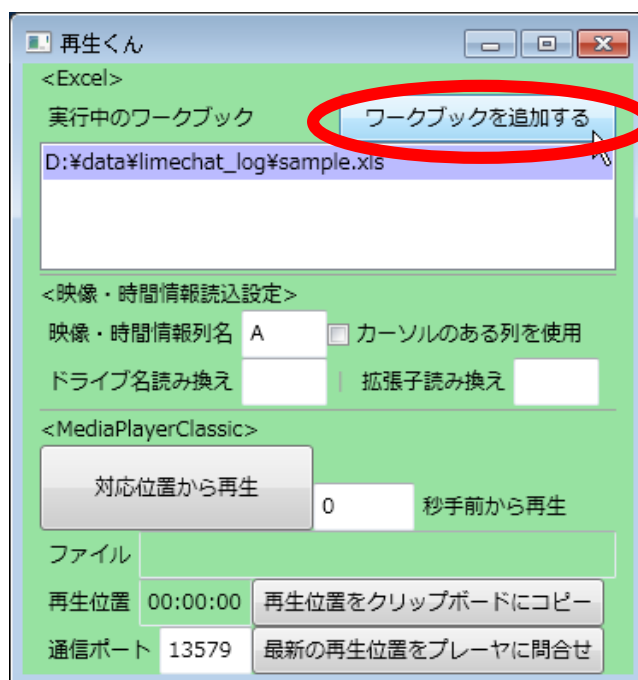 再生くん
<Excel>
実行中のワークブック ワークブックを追加する
D:¥data¥limechat_log¥sample.xls
<映像・時間情報読込設定>
映像・時間情報列名 A カーソルのある列を使用
ドライブ名読み換え | 拡張子読み換え
<MediaPlayerClassic>
対応位置から再生 0 秒手前から再生
ファイル
再生位置 00:00:00 再生位置をクリップボードにコピー
通信ポート 13579 最新の再生位置をプレーヤに問合せ